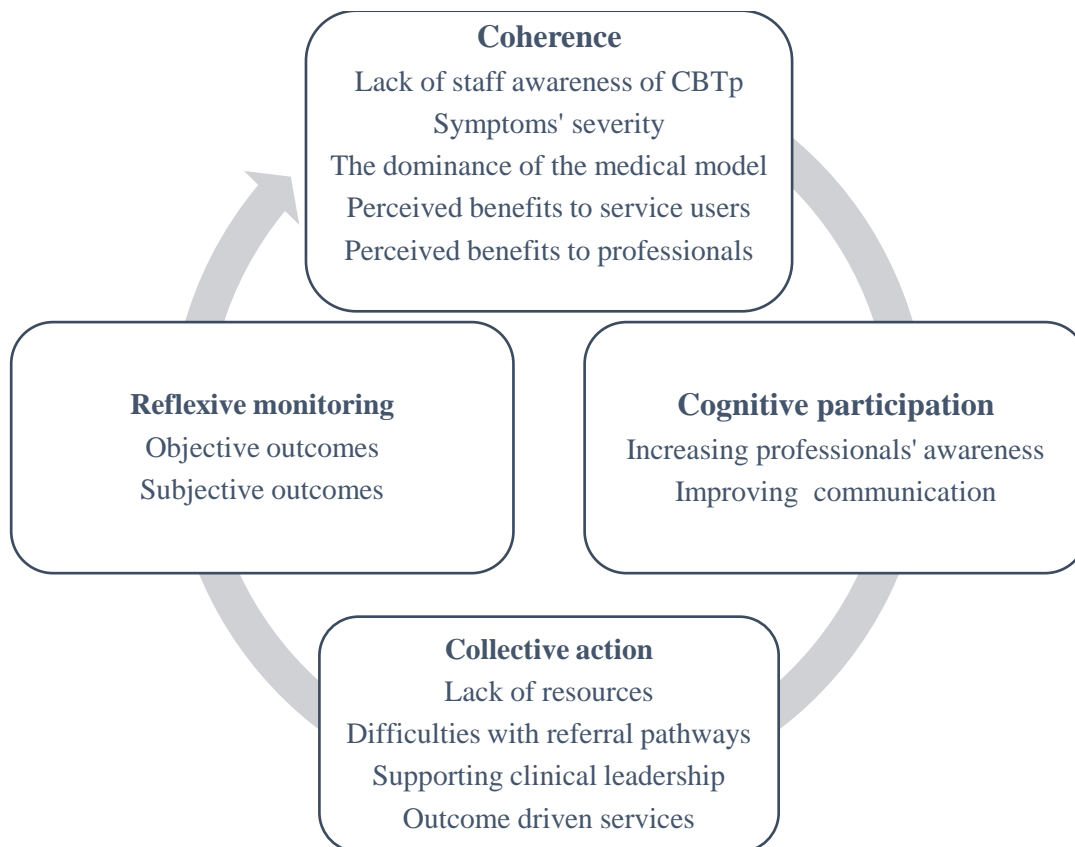 Coherence
Lack of staff awareness of CBTp
Symptoms' severity
The dominance of the medical model
Perceived benefits to service users
Perceived benefits to professionals
Reflexive monitoring
Objective outcomes
Subjective outcomes
Cognitive participation
Increasing professionals' awareness
Improving communication
Collective action
Lack of resources
Difficulties with referral pathways
Supporting clinical leadership
Outcome driven services